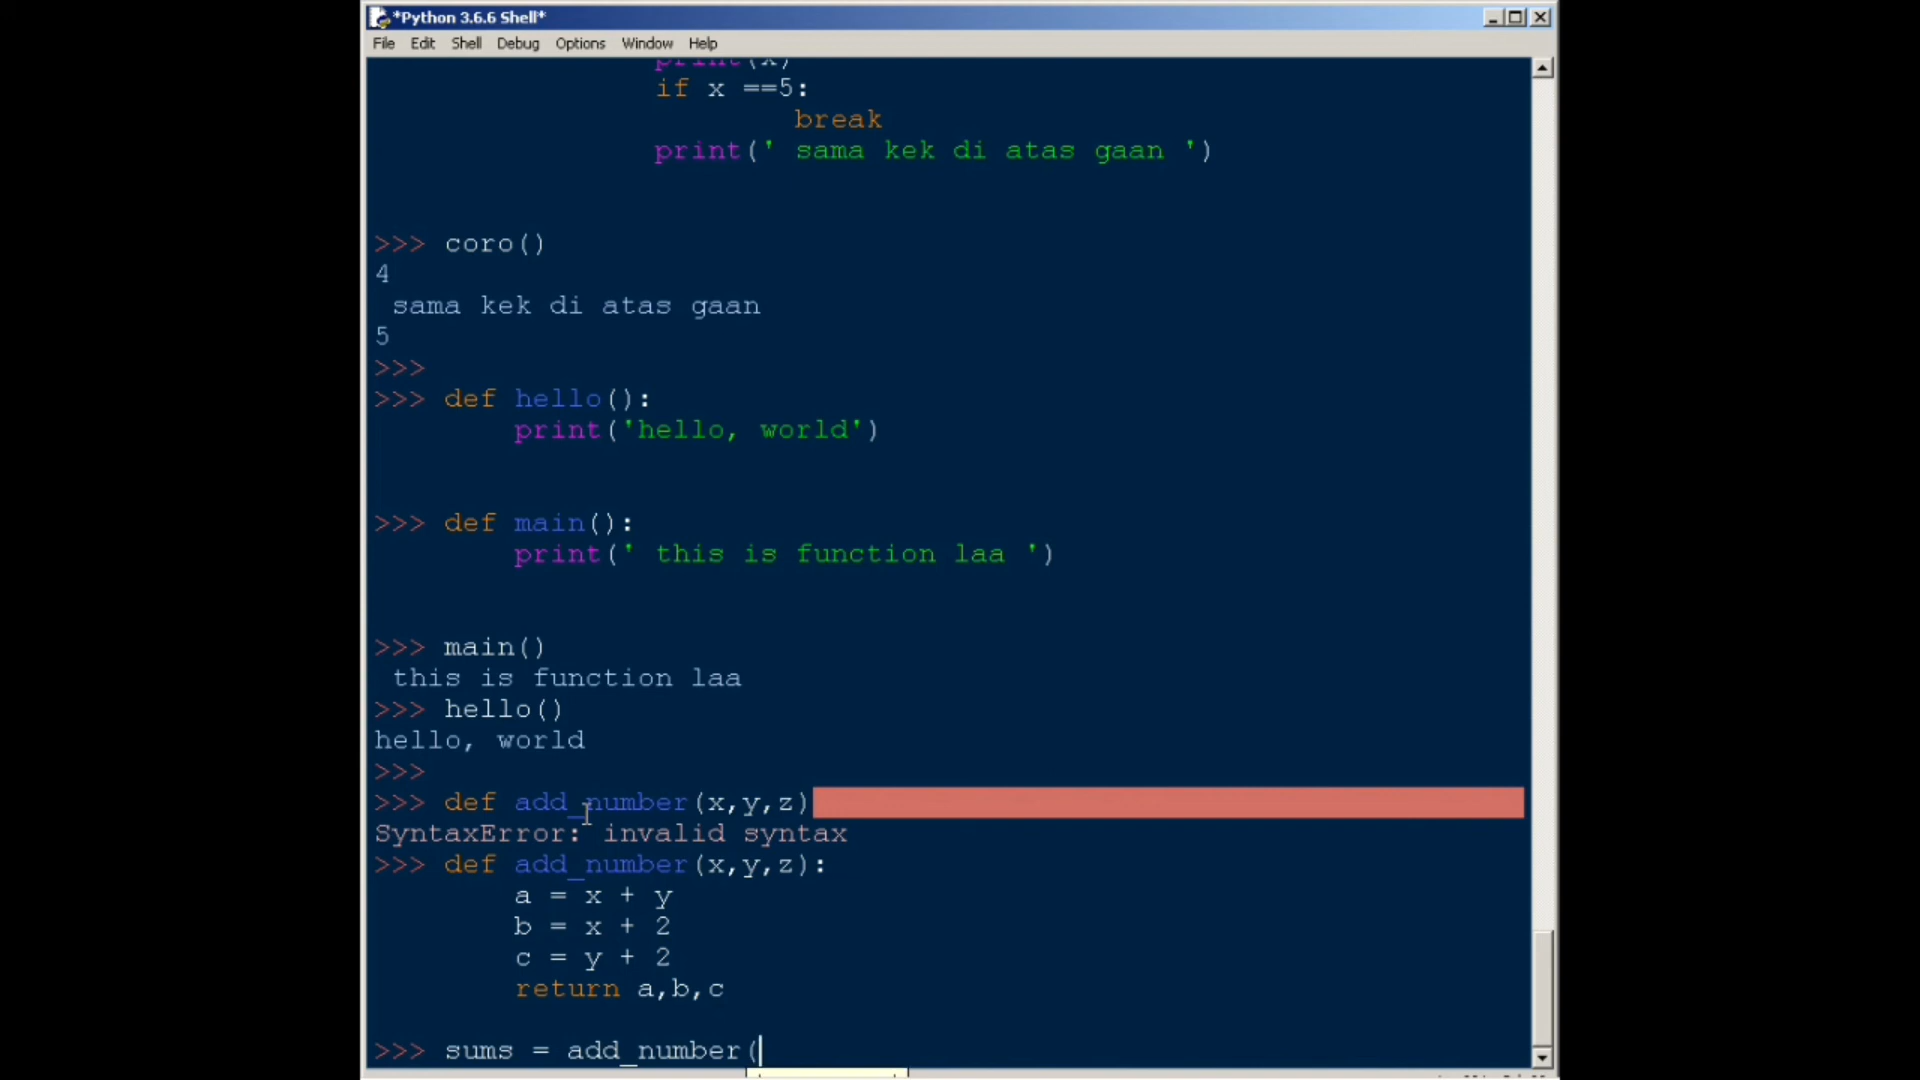 *Python 3.6.6 Shell*
File Edit Shell Debug Options Window Help
print(x)
if x ==5:
break
print(' sama kek di atas gaan ')
>>> coro()
4
sama kek di atas gaan
5
>>>
>>> def hello():
print('hello, world')
>>> def main():
print(' this is function laa ')
>>> main()
this is function laa
>>> hello()
hello, world
>>>
>>> def add_number(x,y,z)
SyntaxError: invalid syntax
>>> def add_number(x,y,z):
a = x + y
b = x + 2
c = y + 2
return a,b,c
>>> sums = add_number(